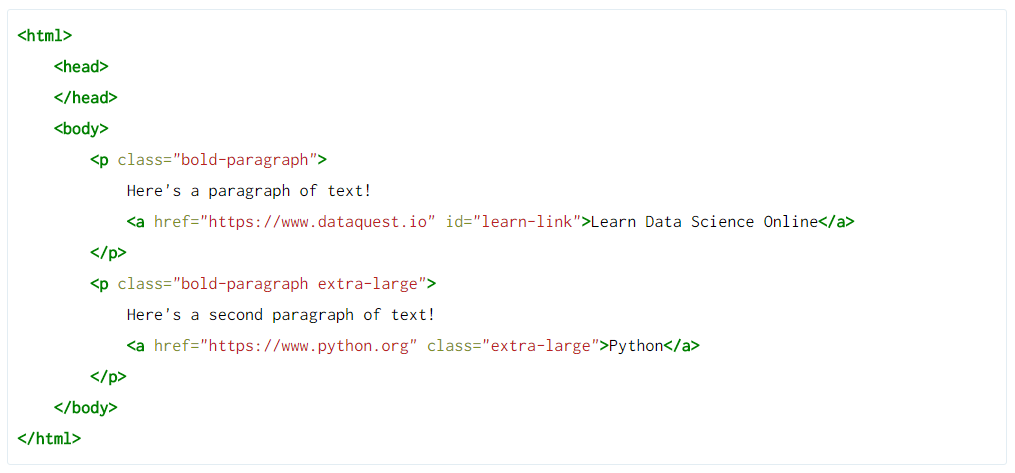 <html>
<head>
</head>
<body>
<p class="bold-paragraph">
Here's a paragraph of text!
<a href="https://www.dataquest.io" id="learn-link">Learn Data Science Online</a>
</p>
<p class="bold-paragraph extra-large">
Here's a second paragraph of text!
<a href="https://www.python.org" class="extra-large">Python</a>
</p>
</body>
</html>